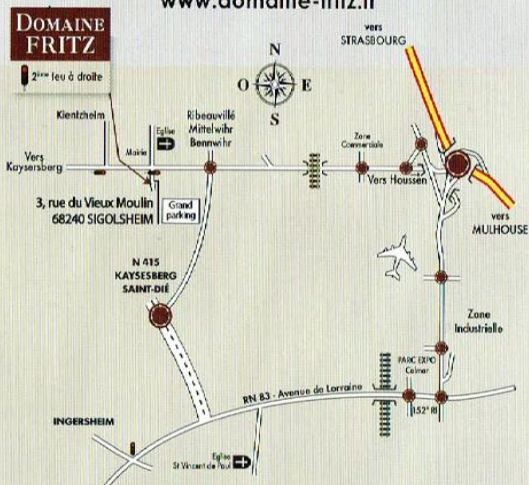 www.domaine-fritz.fr
DOMAINE
FRITZ
2ème feu à droite
vers
STRASBOURG
N
O
E
S
Kientzheim
Mairie
Eglise
Ribeauvillé
Mittelwihr
Bennwihr
Zone
Commerciale
Vers
Kaysersberg
Vers Houssen
3, rue du Vieux Moulin
68240 SIGOLSHEIM
Grand
parking
vers
MULHOUSE
N 415
KAYSESBERG
SAINT-DIÉ
Zone
Industrielle
PARC EXPO
Colmar
RN 83 - Avenue de Lorraine
152° RI
INGERSHEIM
Eglise
St Vincent de Paul